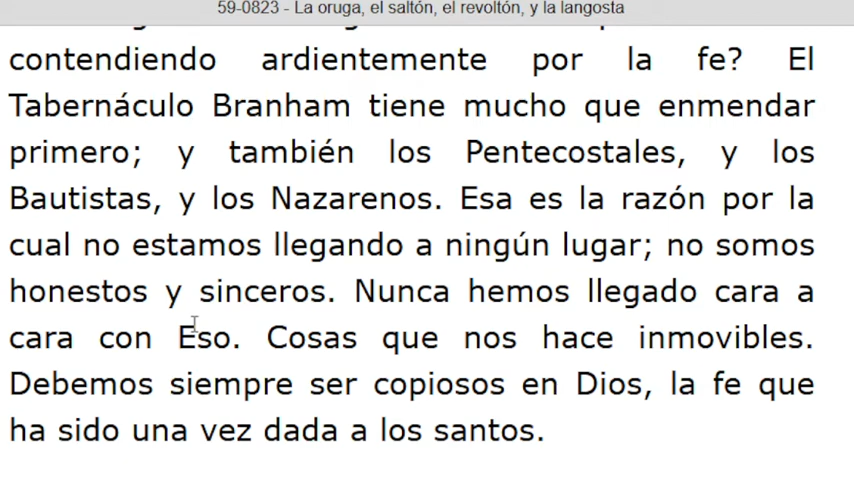 59-0823 - La oruga, el saltón, el revoltón, y la langosta
contendiendo ardientemente por la fe? El
Tabernáculo Branham tiene mucho que enmendar
primero; y también los Pentecostales, y los
Bautistas, y los Nazarenos. Esa es la razón por la
cual no estamos llegando a ningún lugar; no somos
honestos y sinceros. Nunca hemos llegado cara a
cara con Eso. Cosas que nos hace inmovibles.
Debemos siempre ser copiosos en Dios, la fe que
ha sido una vez dada a los santos.